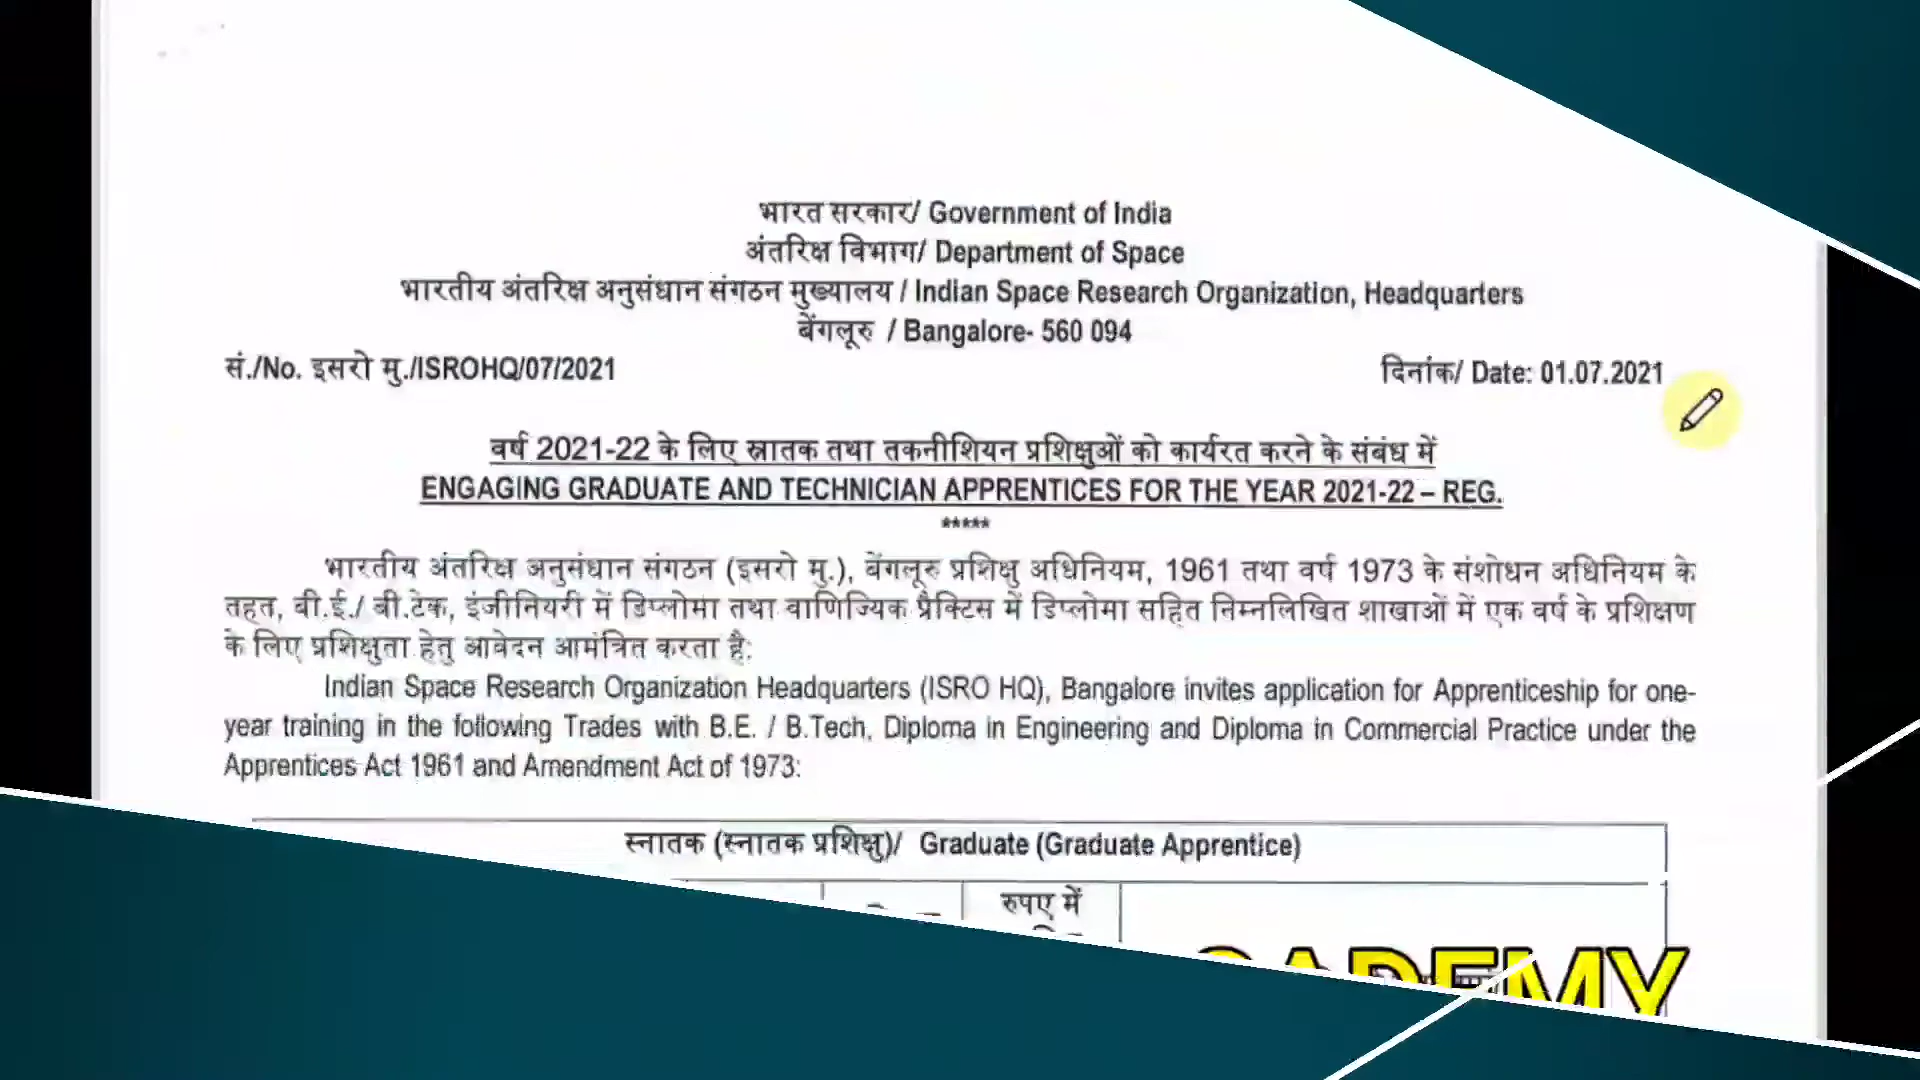 भारत सरकार/ Government of India
अंतरिक्ष विभाग/ Department of Space
भारतीय अंतरिक्ष अनुसंधान संगठन मुख्यालय / Indian Space Research Organization, Headquarters
बेंगलूरु / Bangalore- 560 094
सं./No. इसरो मु./ISROHQ/07/2021
दिनांक/ Date: 01.07.2021
वर्ष 2021-22 के लिए स्नातक तथा तकनीशियन प्रशिक्षुओं को कार्यरत करने के संबंध में
ENGAGING GRADUATE AND TECHNICIAN APPRENTICES FOR THE YEAR 2021-22 – REG.
*****
भारतीय अंतरिक्ष अनुसंधान संगठन (इसरो मु.), बेंगलूरु प्रशिक्षु अधिनियम, 1961 तथा वर्ष 1973 के संशोधन अधिनियम के
तहत, बी.ई./ बी.टेक, इंजीनियरी में डिप्लोमा तथा वाणिज्यिक प्रैक्टिस में डिप्लोमा सहित निम्नलिखित शाखाओं में एक वर्ष के प्रशिक्षण
के लिए प्रशिक्षुता हेतु आवेदन आमंत्रित करता है:
Indian Space Research Organization Headquarters (ISRO HQ), Bangalore invites application for Apprenticeship for one-
year training in the following Trades with B.E. / B.Tech, Diploma in Engineering and Diploma in Commercial Practice under the
Apprentices Act 1961 and Amendment Act of 1973:
स्नातक (स्नातक प्रशिक्षु)/ Graduate (Graduate Apprentice)
रुपए में